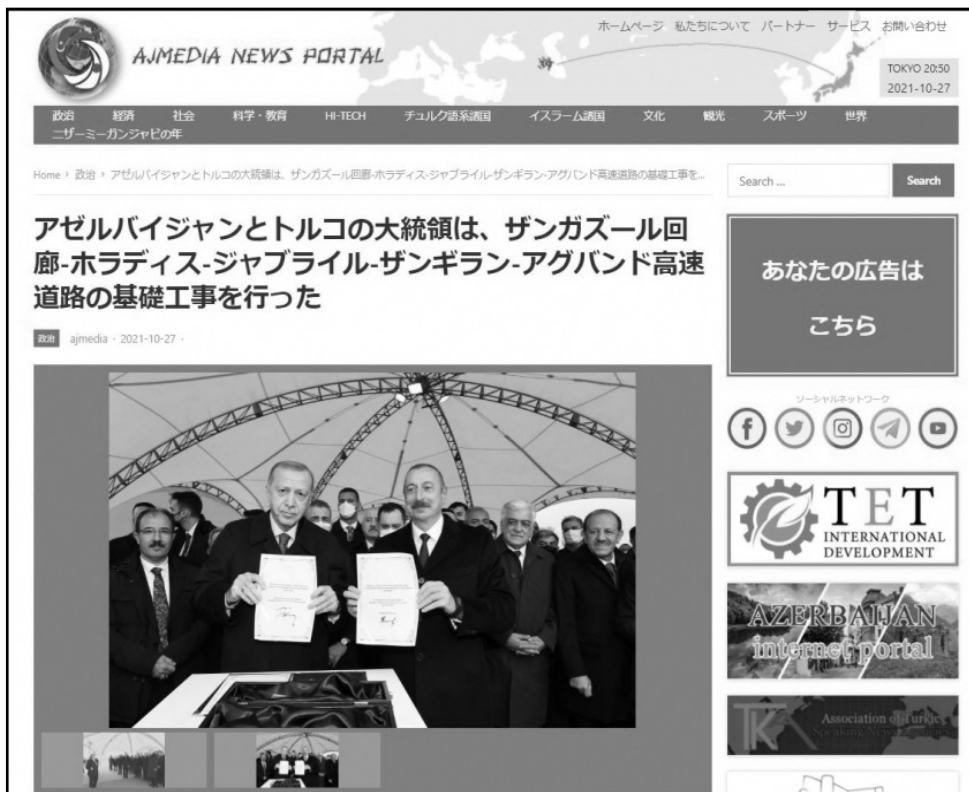 ホームページ 私たちについて パートナー サービス お問い合わせ
AJMEDIA NEWS PORTAL
TOKYO 20:50
2021-10-27
政治 経済 社会 科学・教育 HI-TECH チュルク語系諸国 イスラーム諸国 文化 観光 スポーツ 世界
ニザーミーガンジャビの年
Home › 政治 › アゼルバイジャンとトルコの大統領は、ザンガズール回廊-ホラディス-ジャブライル-ザンギラン-アグバンド高速道路の基礎工事を...
Search ...
Search
アゼルバイジャンとトルコの大統領は、ザンガズール回
廊-ホラディス-ジャブライル-ザンギラン-アグバンド高速
道路の基礎工事を行った
政治 ajmedia · 2021-10-27 ·
あなたの広告は
こちら
ソーシャルネットワーク
TET
INTERNATIONAL
DEVELOPMENT
AZERBAIJAN
internet portal
Association of Turkic
Speaking News Agencies